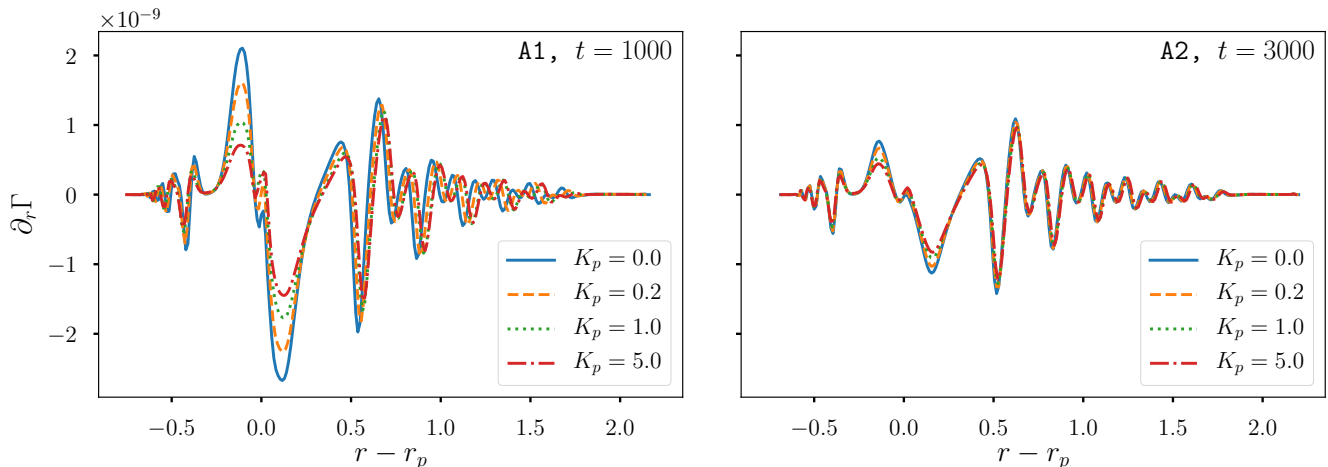 ×10⁻⁹
A1, t = 1000
A2, t = 3000
∂ᵣΓ
2
1
0
−1
−2
K_p = 0.0
K_p = 0.2
K_p = 1.0
K_p = 5.0
K_p = 0.0
K_p = 0.2
K_p = 1.0
K_p = 5.0
−0.5 0.0 0.5 1.0 1.5 2.0
−0.5 0.0 0.5 1.0 1.5 2.0
r − r_p
r − r_p